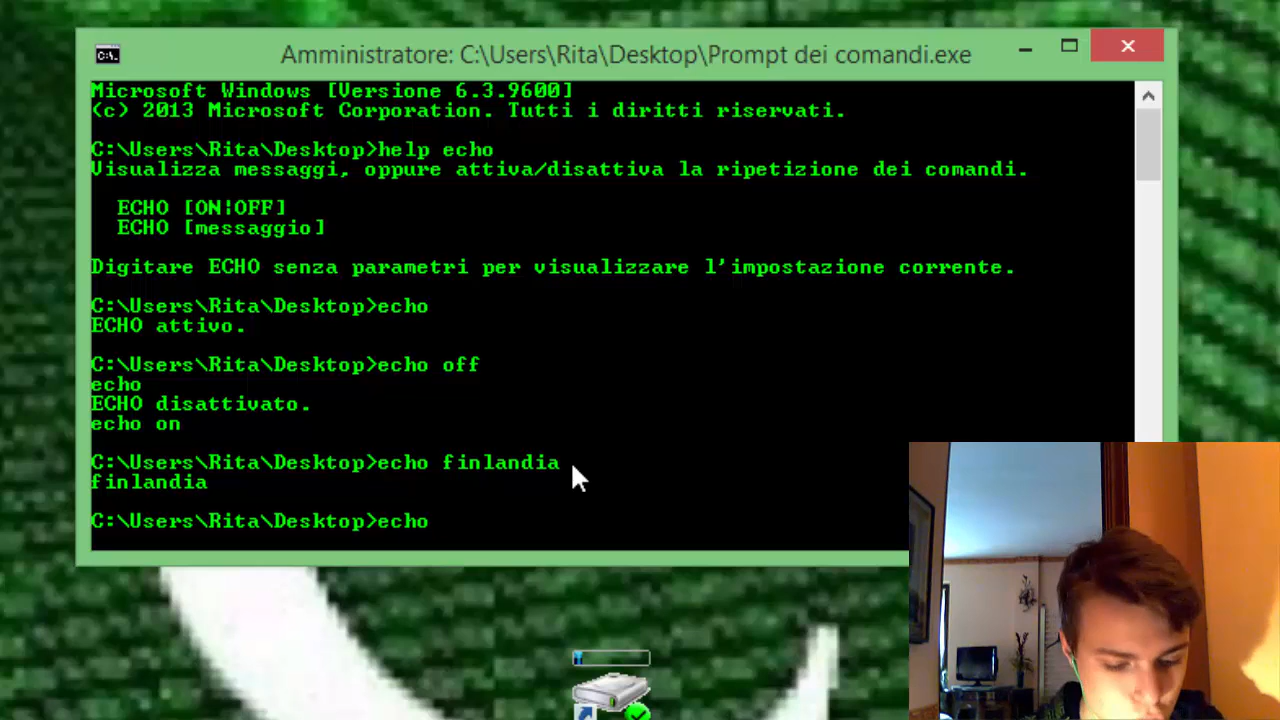 Amministratore: C:\Users\Rita\Desktop\Prompt dei comandi.exe
Microsoft Windows [Versione 6.3.9600]
(c) 2013 Microsoft Corporation. Tutti i diritti riservati.
C:\Users\Rita\Desktop>help echo
Visualizza messaggi, oppure attiva/disattiva la ripetizione dei comandi.
ECHO [ON|OFF]
ECHO [messaggio]
Digitare ECHO senza parametri per visualizzare l'impostazione corrente.
C:\Users\Rita\Desktop>echo
ECHO attivo.
C:\Users\Rita\Desktop>echo off
echo
ECHO disattivato.
echo on
C:\Users\Rita\Desktop>echo finlandia
finlandia
C:\Users\Rita\Desktop>echo